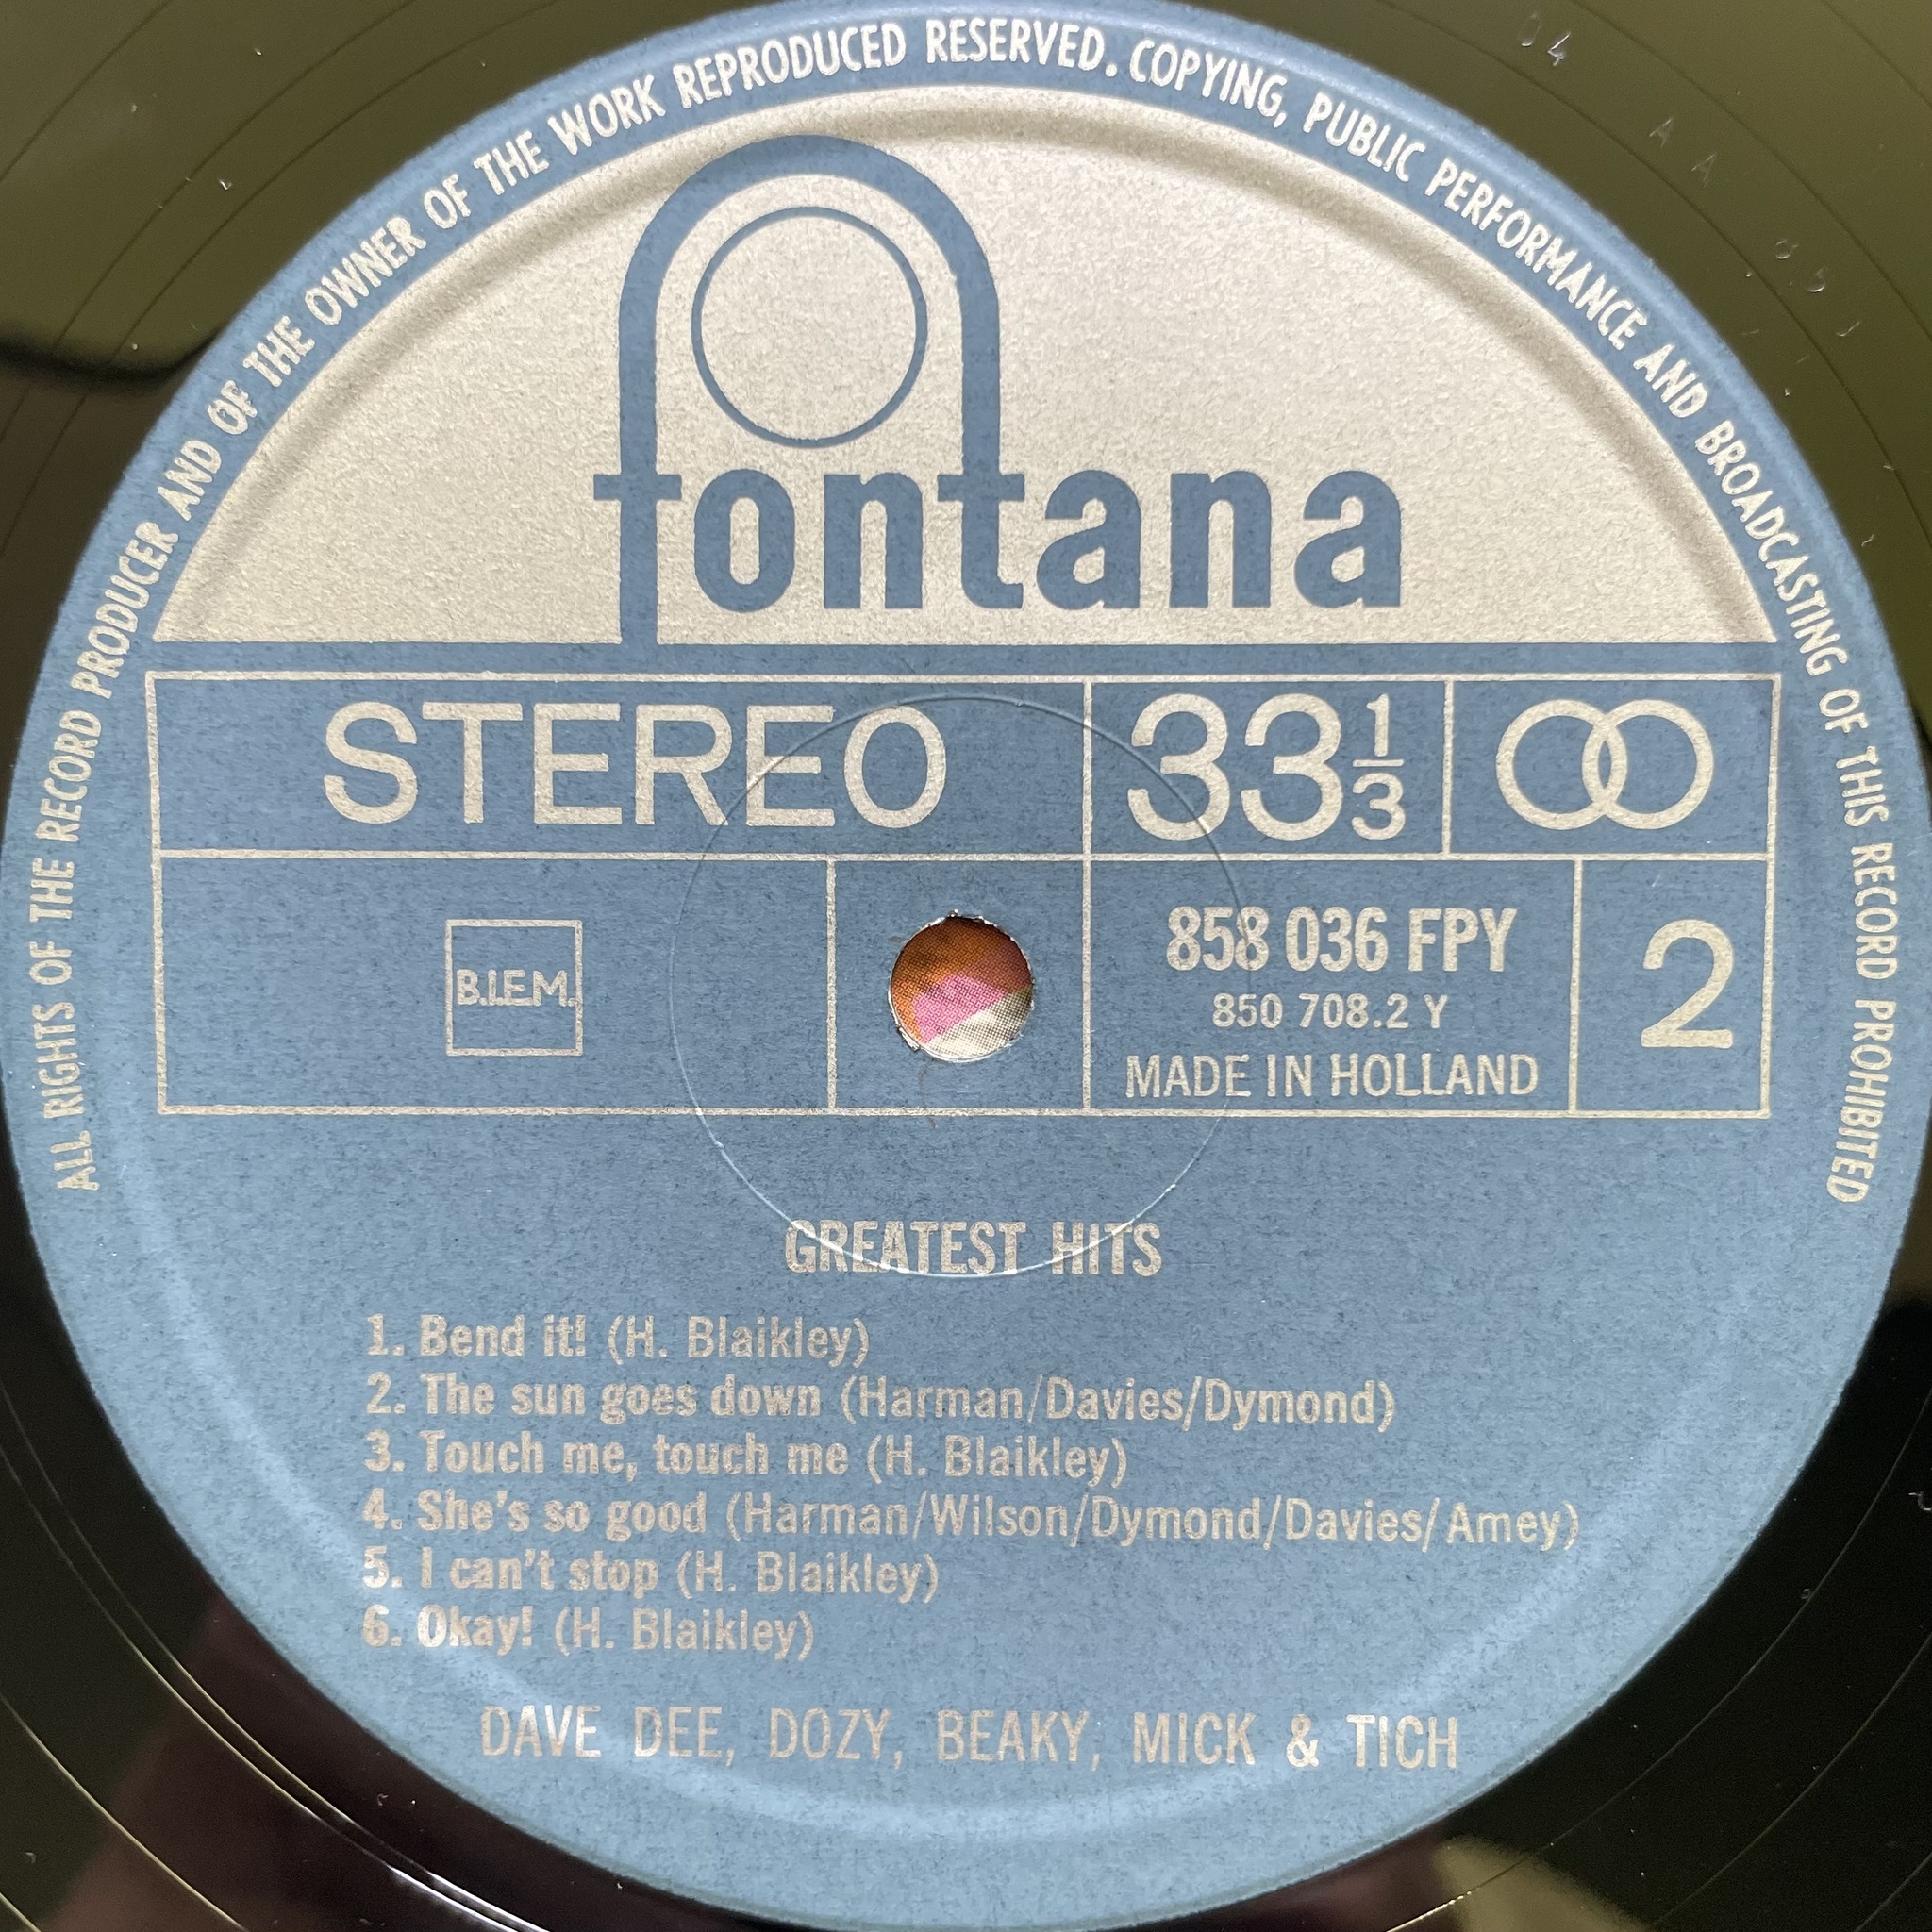 ALL RIGHTS OF THE RECORD PRODUCER AND OF THE OWNER OF THE WORK REPRODUCED RESERVED. COPYING, PUBLIC PERFORMANCE AND BROADCASTING OF THIS RECORD PROHIBITED
fontana
STEREO
33 1/3
B.I.E.M.
858 036 FPY
850 708.2 Y
MADE IN HOLLAND
2
GREATEST HITS
1. Bend it! (H. Blaikley)
2. The sun goes down (Harman/Davies/Dymond)
3. Touch me, touch me (H. Blaikley)
4. She's so good (Harman/Wilson/Dymond/Davies/Amey)
5. I can't stop (H. Blaikley)
6. Okay! (H. Blaikley)
DAVE DEE, DOZY, BEAKY, MICK & TICH